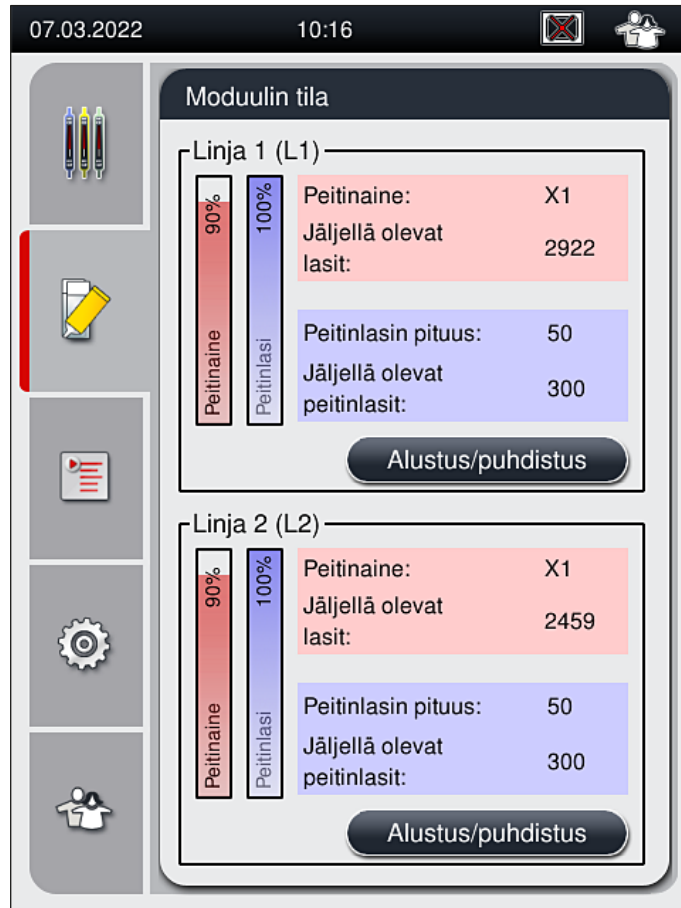 07.03.2022 10:16
Moduulin tila
Linja 1 (L1)
90%
Peitinaine
100%
Peitinlasi
Peitinaine: X1
Jäljellä olevat
lasit: 2922
Peitinlasin pituus: 50
Jäljellä olevat
peitinlasit: 300
Alustus/puhdistus
Linja 2 (L2)
90%
Peitinaine
100%
Peitinlasi
Peitinaine: X1
Jäljellä olevat
lasit: 2459
Peitinlasin pituus: 50
Jäljellä olevat
peitinlasit: 300
Alustus/puhdistus